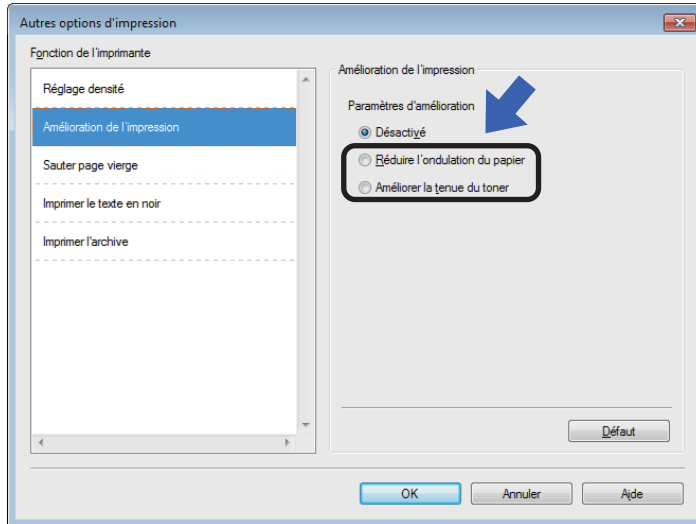 Autres options d'impression
Fonction de l'imprimante
Réglage densité
Amélioration de l'impression
Sauter page vierge
Imprimer le texte en noir
Imprimer l'archive
Amélioration de l'impression
Paramètres d'amélioration
Désactivé
Réduire l'ondulation du papier
Améliorer la tenue du toner
Défaut
OK
Annuler
Aide